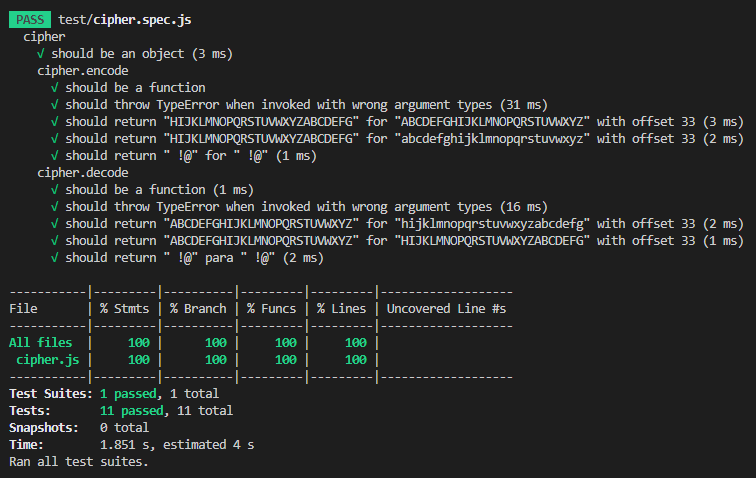 PASS test/cipher.spec.js
  cipher
    √ should be an object (3 ms)
    cipher.encode
      √ should be a function
      √ should throw TypeError when invoked with wrong argument types (31 ms)
      √ should return "HIJKLMNOPQRSTUVWXYZABCDEFG" for "ABCDEFGHIJKLMNOPQRSTUVWXYZ" with offset 33 (3 ms)
      √ should return "HIJKLMNOPQRSTUVWXYZABCDEFG" for "abcdefghijklmnopqrstuvwxyz" with offset 33 (2 ms)
      √ should return " !@" for " !@" (1 ms)
    cipher.decode
      √ should be a function (1 ms)
      √ should throw TypeError when invoked with wrong argument types (16 ms)
      √ should return "ABCDEFGHIJKLMNOPQRSTUVWXYZ" for "hijklmnopqrstuvwxyzabcdefg" with offset 33 (2 ms)
      √ should return "ABCDEFGHIJKLMNOPQRSTUVWXYZ" for "HIJKLMNOPQRSTUVWXYZABCDEFG" with offset 33 (1 ms)
      √ should return " !@" para " !@" (2 ms)
-----------|---------|----------|---------|---------|-------------------
File       | % Stmts | % Branch | % Funcs | % Lines | Uncovered Line #s
-----------|---------|----------|---------|---------|-------------------
All files  |     100 |      100 |     100 |     100 |
 cipher.js |     100 |      100 |     100 |     100 |
-----------|---------|----------|---------|---------|-------------------
Test Suites: 1 passed, 1 total
Tests:       11 passed, 11 total
Snapshots:   0 total
Time:        1.851 s, estimated 4 s
Ran all test suites.